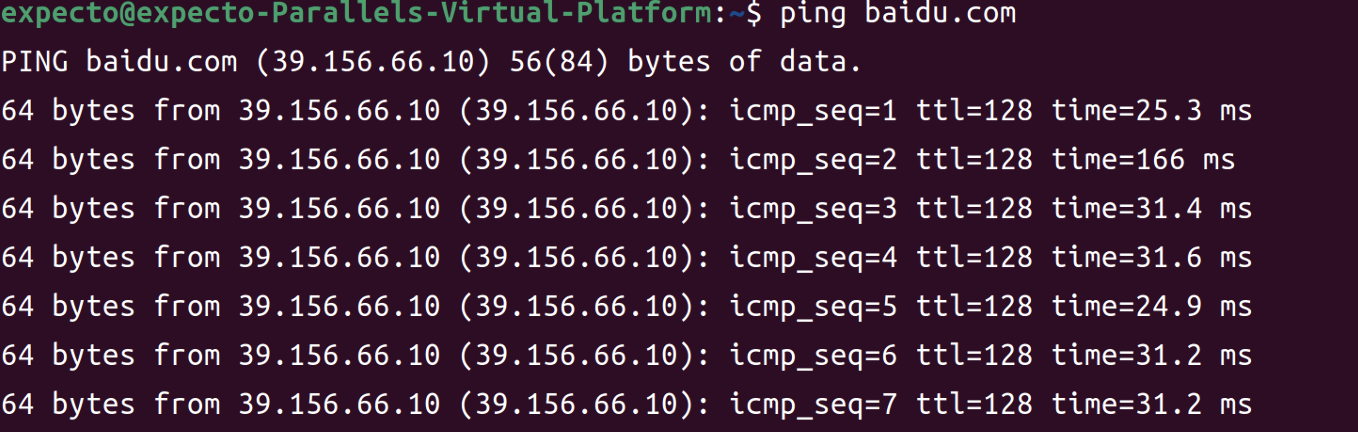 expecto@expecto-Parallels-Virtual-Platform:~$ ping baidu.com
PING baidu.com (39.156.66.10) 56(84) bytes of data.
64 bytes from 39.156.66.10 (39.156.66.10): icmp_seq=1 ttl=128 time=25.3 ms
64 bytes from 39.156.66.10 (39.156.66.10): icmp_seq=2 ttl=128 time=166 ms
64 bytes from 39.156.66.10 (39.156.66.10): icmp_seq=3 ttl=128 time=31.4 ms
64 bytes from 39.156.66.10 (39.156.66.10): icmp_seq=4 ttl=128 time=31.6 ms
64 bytes from 39.156.66.10 (39.156.66.10): icmp_seq=5 ttl=128 time=24.9 ms
64 bytes from 39.156.66.10 (39.156.66.10): icmp_seq=6 ttl=128 time=31.2 ms
64 bytes from 39.156.66.10 (39.156.66.10): icmp_seq=7 ttl=128 time=31.2 ms